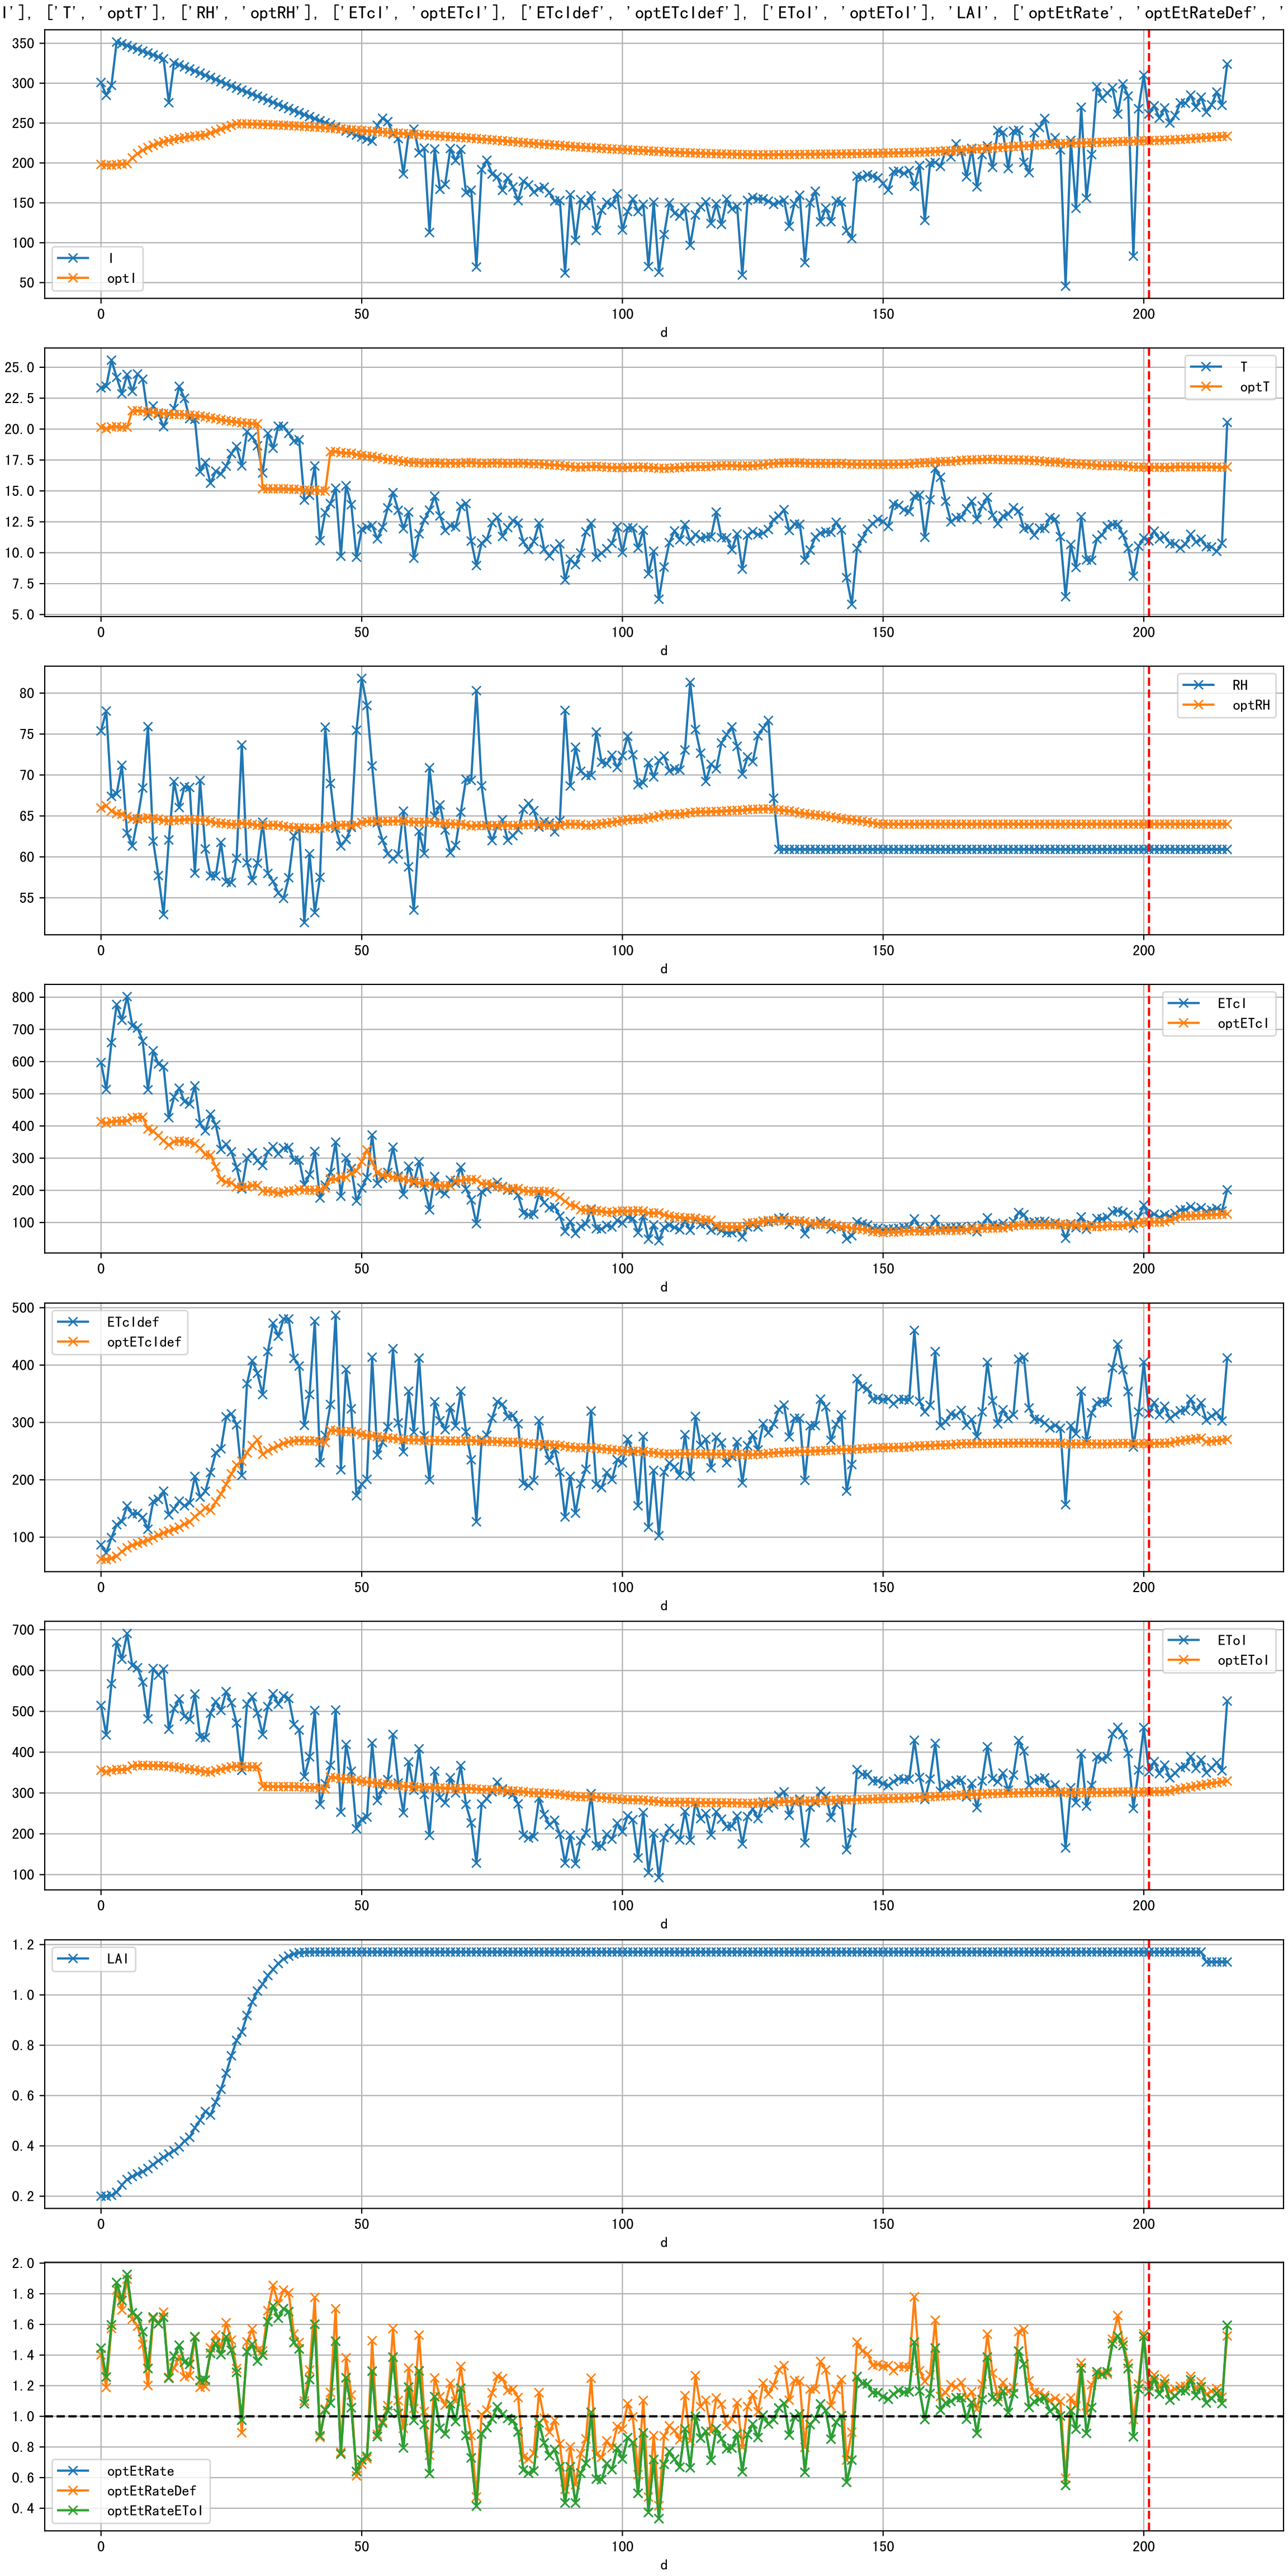 I'], ['T', 'optT'], ['RH', 'optRH'], ['ETcI', 'optETcI'], ['ETcIdef', 'optETcIdef'], ['EToI', 'optEToI'], 'LAI', ['optEtRate', 'optEtRateDef', '
350
300
250
200
150
100
50
I
optI
0 50 100 150 200
d
25.0
22.5
20.0
17.5
15.0
12.5
10.0
7.5
5.0
T
optT
0 50 100 150 200
d
80
75
70
65
60
55
RH
optRH
0 50 100 150 200
d
800
700
600
500
400
300
200
100
ETcI
optETcI
0 50 100 150 200
d
500
400
300
200
100
ETcIdef
optETcIdef
0 50 100 150 200
d
700
600
500
400
300
200
100
EToI
optEToI
0 50 100 150 200
d
1.2
1.0
0.8
0.6
0.4
0.2
LAI
0 50 100 150 200
d
2.0
1.8
1.6
1.4
1.2
1.0
0.8
0.6
0.4
optEtRate
optEtRateDef
optEtRateEToI
0 50 100 150 200
d